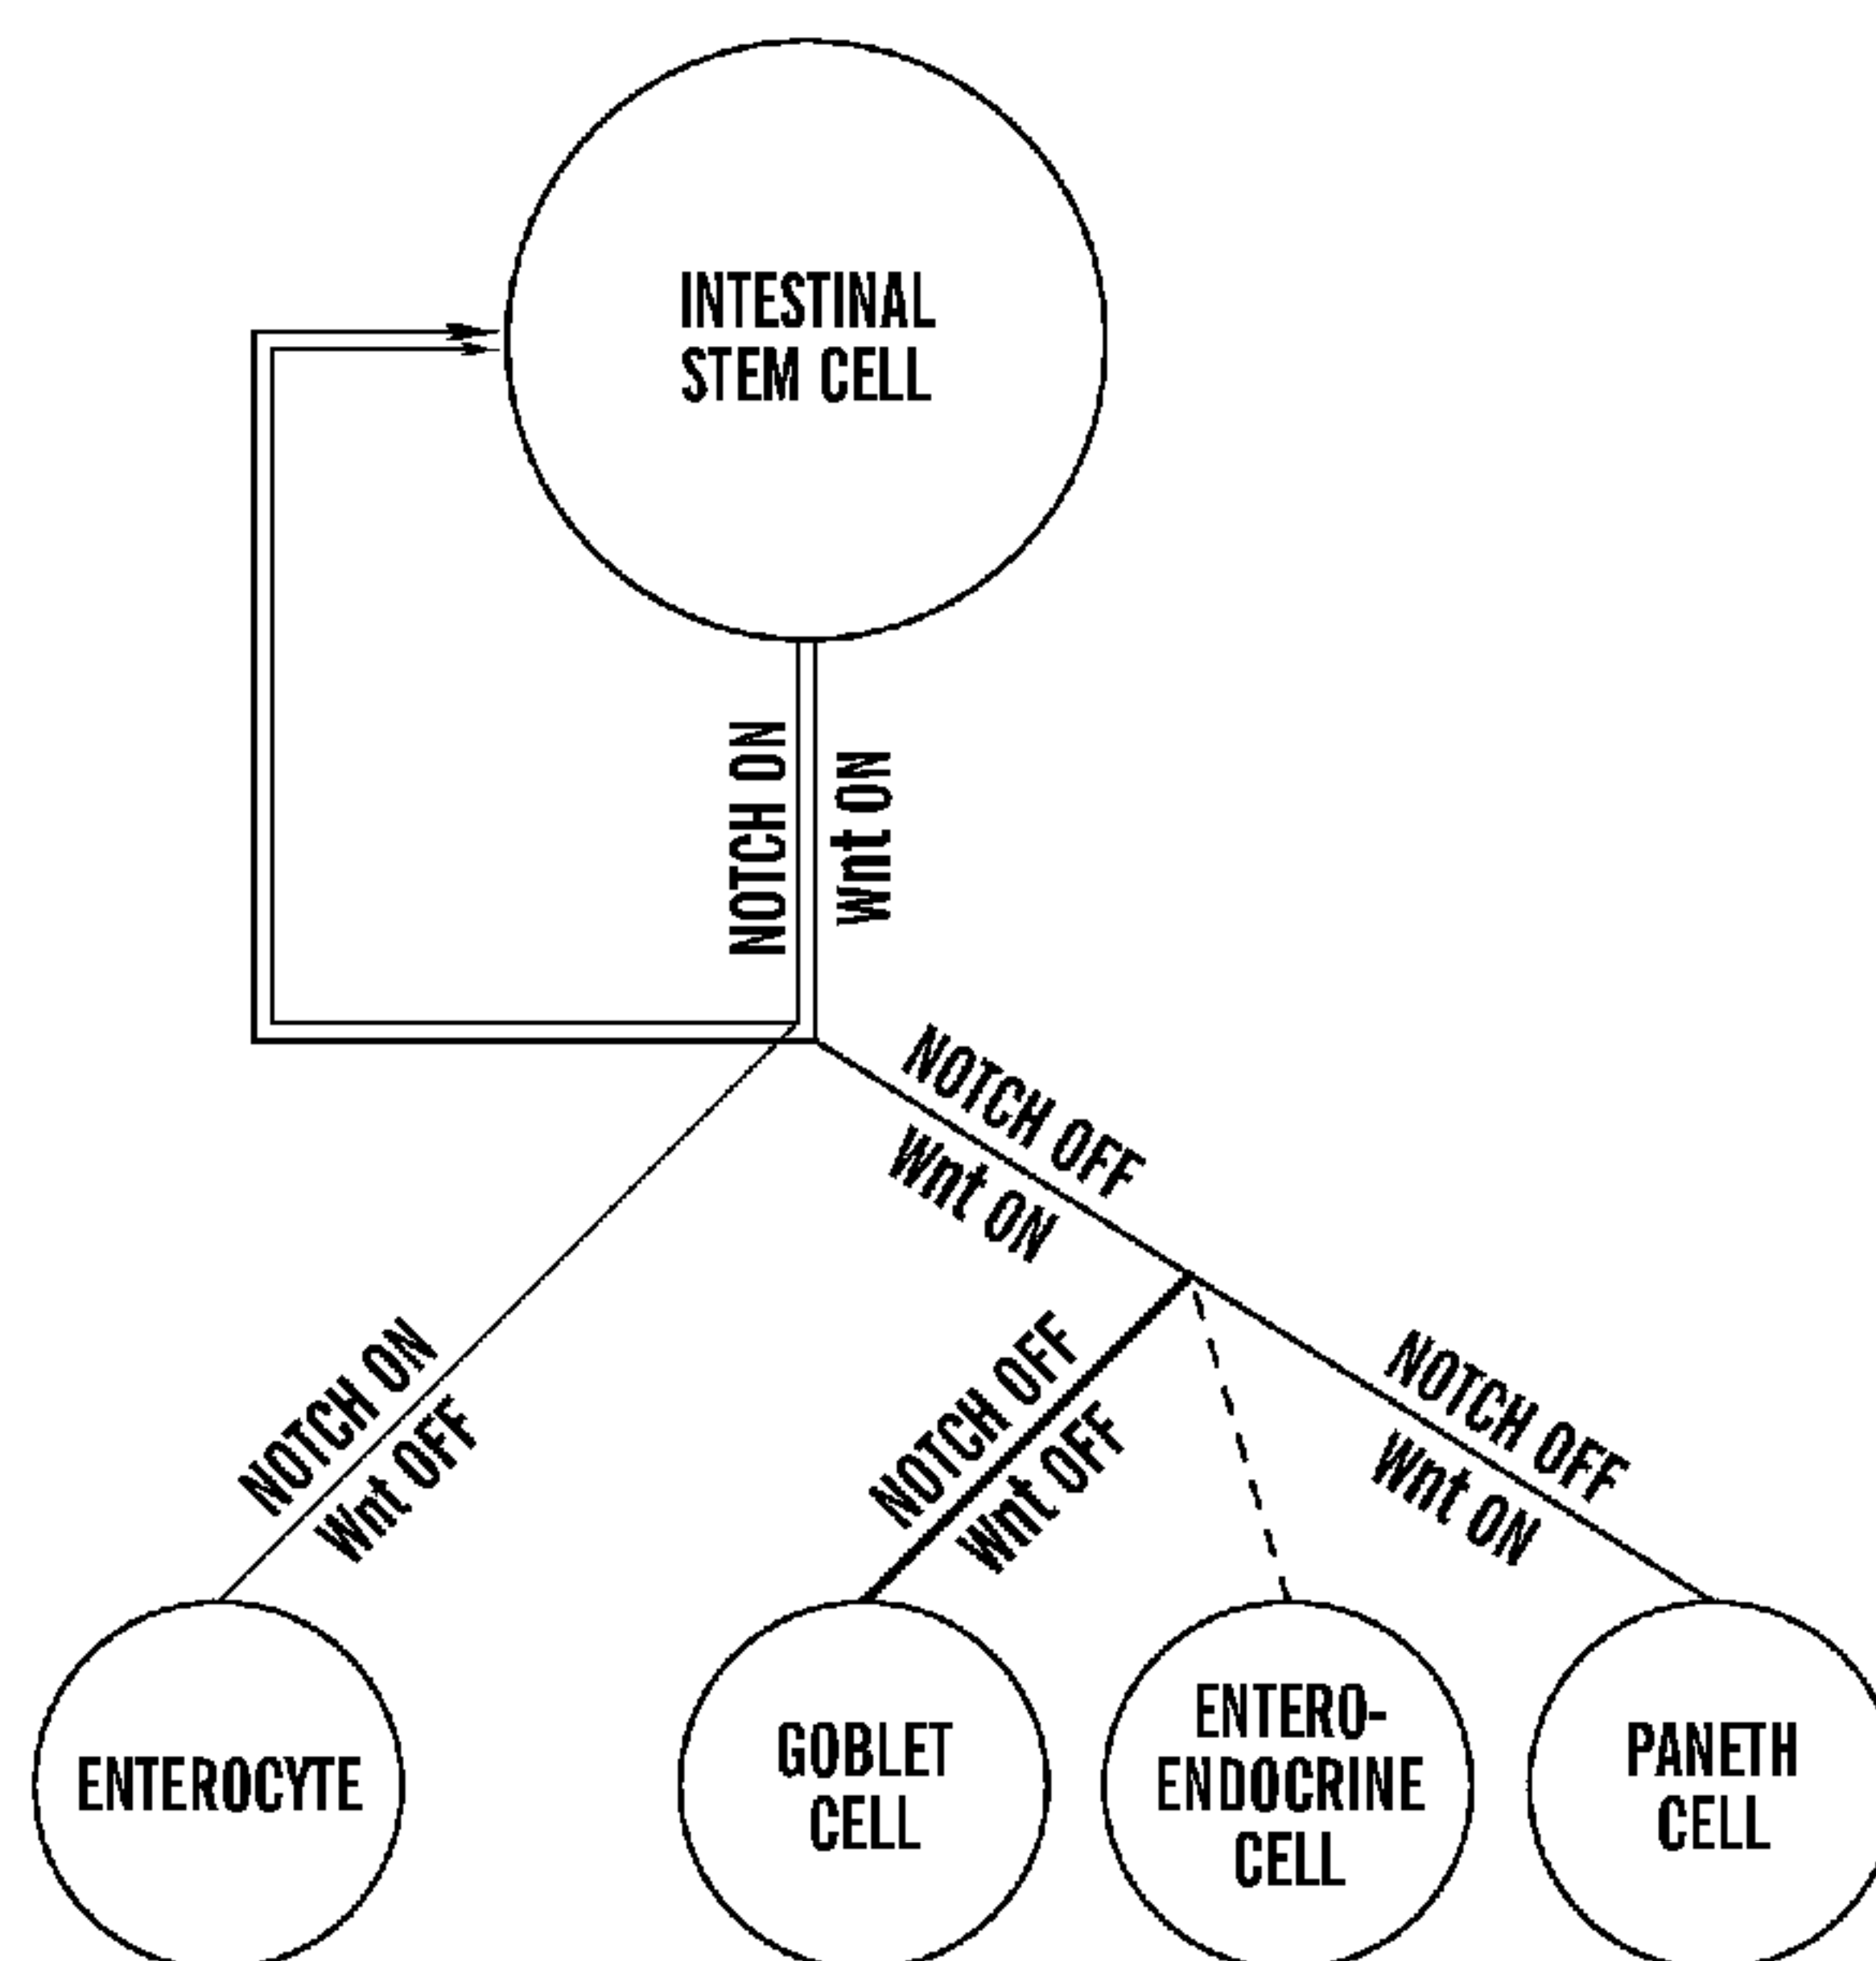 INTESTINAL
STEM CELL
NOTCH ON
Wnt ON
NOTCH OFF
Wnt ON
NOTCH ON
Wnt OFF
NOTCH OFF
Wnt OFF
NOTCH OFF
Wnt ON
ENTEROCYTE
GOBLET
CELL
ENTERO-
ENDOCRINE
CELL
PANETH
CELL